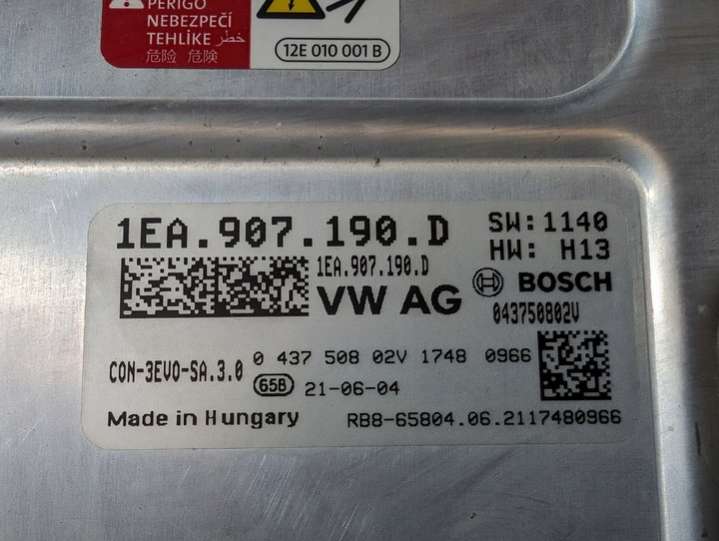 PERIGO
NEBEZPEČÍ
TEHLİKE خطر
危险 危険
12E 010 001 B
1EA.907.190.D
SW:1140
HW: H13
1EA.907.190.D
VW AG
BOSCH
043750802V
CON-3EVO-SA.3.0
0 437 508 02V 1748 0966
65B
21-06-04
Made in Hungary
RB8-65804.06.2117480966